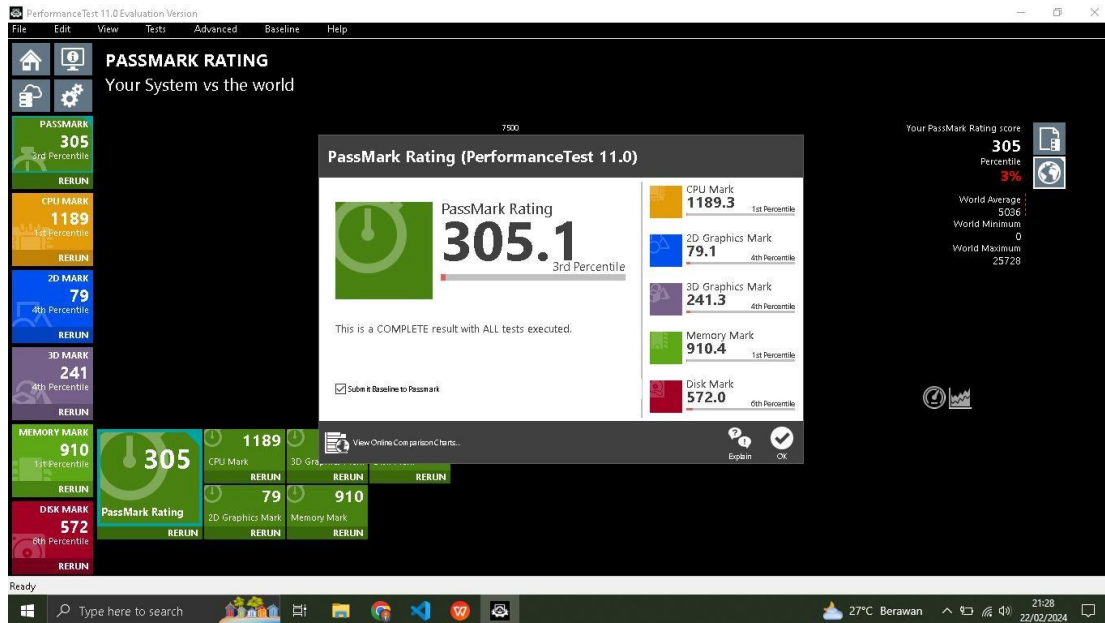 PerformanceTest 11.0 Evaluation Version
File Edit View Tests Advanced Baseline Help
PASSMARK RATING
Your System vs the world
PASSMARK
305
3rd Percentile
RERUN
CPU MARK
1189
1st Percentile
RERUN
2D MARK
79
4th Percentile
RERUN
3D MARK
241
4th Percentile
RERUN
MEMORY MARK
910
1st Percentile
RERUN
DISK MARK
572
6th Percentile
RERUN
7500
PassMark Rating (PerformanceTest 11.0)
PassMark Rating
305.1
3rd Percentile
This is a COMPLETE result with ALL tests executed.
Submit Baseline to Passmark
CPU Mark
1189.3
1st Percentile
2D Graphics Mark
79.1
4th Percentile
3D Graphics Mark
241.3
4th Percentile
Memory Mark
910.4
1st Percentile
Disk Mark
572.0
6th Percentile
View Online Comparison Charts...
Explain
OK
Your PassMark Rating score
305
Percentile
3%
World Average
5036
World Minimum
0
World Maximum
25728
305
PassMark Rating
RERUN
1189
CPU Mark
RERUN
RERUN
RERUN
79
2D Graphics Mark
RERUN
910
Memory Mark
RERUN
Ready
Type here to search
27°C Berawan
21:28
22/02/2024